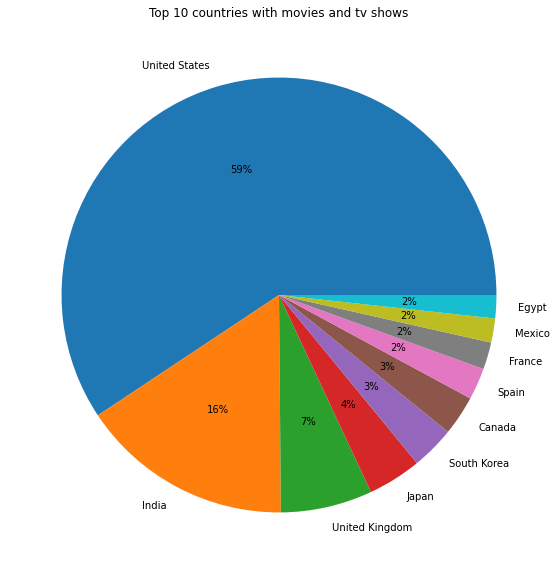 Top 10 countries with movies and tv shows
United States
59%
India
16%
United Kingdom
7%
Japan
4%
South Korea
3%
Canada
3%
Spain
2%
France
2%
Mexico
2%
Egypt
2%